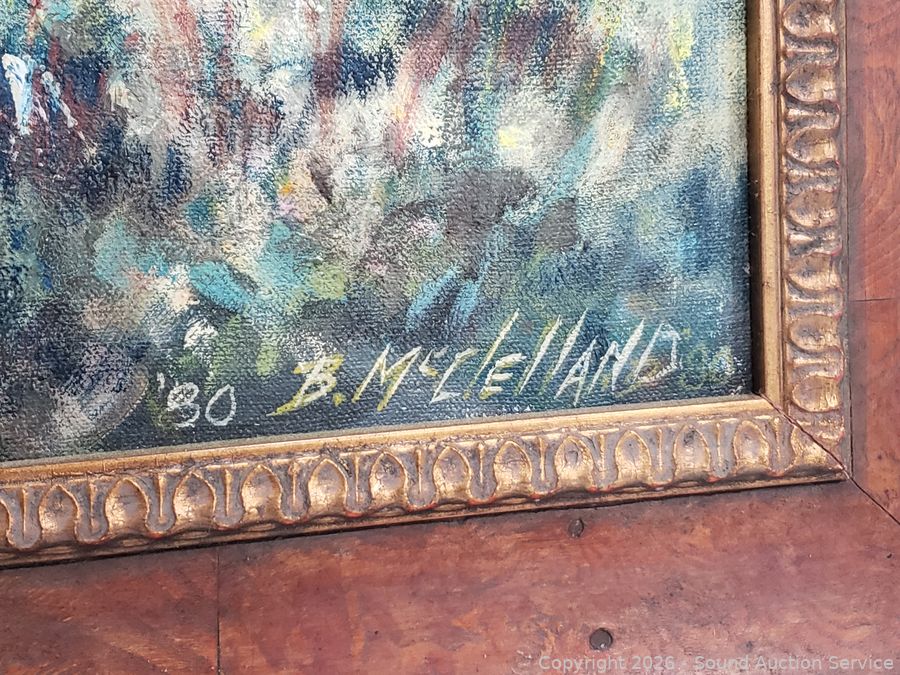 '80 B. McClellAND
Copyright 2026 - Sound Auction Service